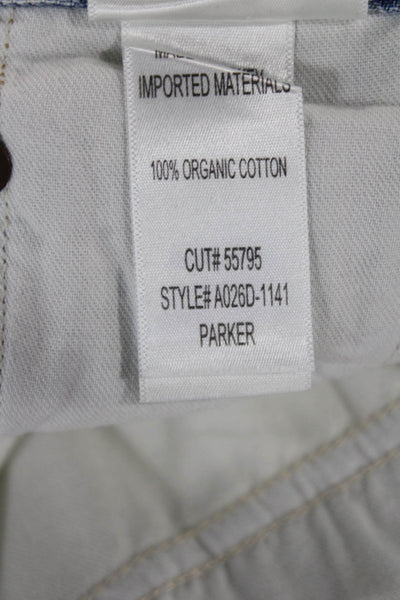 IMPORTED MATERIALS
100% ORGANIC COTTON
CUT# 55795
STYLE# A026D-1141
PARKER